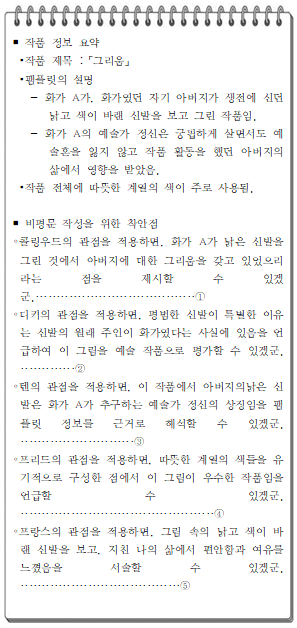 ■ 작품 정보 요약
•작품 제목 : 「그리움」
•팸플릿의 설명
- 화가 A가, 화가였던 자기 아버지가 생전에 신던
낡고 색이 바랜 신발을 보고 그린 작품임.
- 화가 A의 예술가 정신은 궁핍하게 살면서도 예
술혼을 잃지 않고 작품 활동을 했던 아버지의
삶에서 영향을 받았음.
•작품 전체에 따뜻한 계열의 색이 주로 사용됨.
■ 비평문 작성을 위한 착안점
◦콜링우드의 관점을 적용하면, 화가 A가 낡은 신발을
그린 것에서 아버지에 대한 그리움을 갖고 있었으리
라는 점을 제시할 수 있겠
군.·····································①
◦디키의 관점을 적용하면, 평범한 신발이 특별한 이유
는 신발의 원래 주인이 화가였다는 사실에 있음을 언
급하여 이 그림을 예술 작품으로 평가할 수 있겠군.
·············②
◦텐의 관점을 적용하면, 이 작품에서 아버지의낡은 신
발은 화가 A가 추구하는 예술가 정신의 상징임을 팸
플릿 정보를 근거로 해석할 수 있겠군.
··························③
◦프리드의 관점을 적용하면, 따뜻한 계열의 색들을 유
기적으로 구성한 점에서 이 그림이 우수한 작품임을
언급할 수 있겠군.
············································④
◦프랑스의 관점을 적용하면, 그림 속의 낡고 색이 바
랜 신발을 보고, 지친 나의 삶에서 편안함과 여유를
느꼈음을 서술할 수 있겠군.
·····································⑤